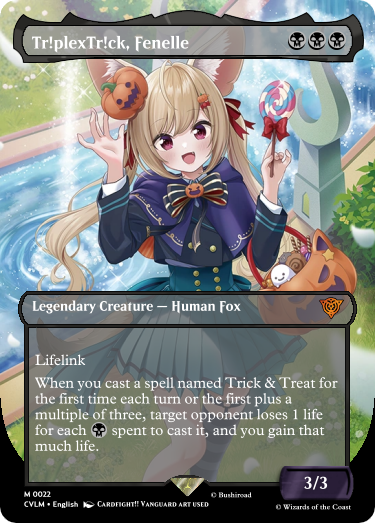 Tr!plexTr!ck, Fenelle
Legendary Creature — Human Fox
Lifelink
When you cast a spell named Trick & Treat for
the first time each turn or the first plus a
multiple of three, target opponent loses 1 life
for each spent to cast it, and you gain that
much life.
3/3
M 0022
CVLM • English CARDFIGHT!! VANGUARD ART USED
© Bushiroad
© Wizards of the Coast